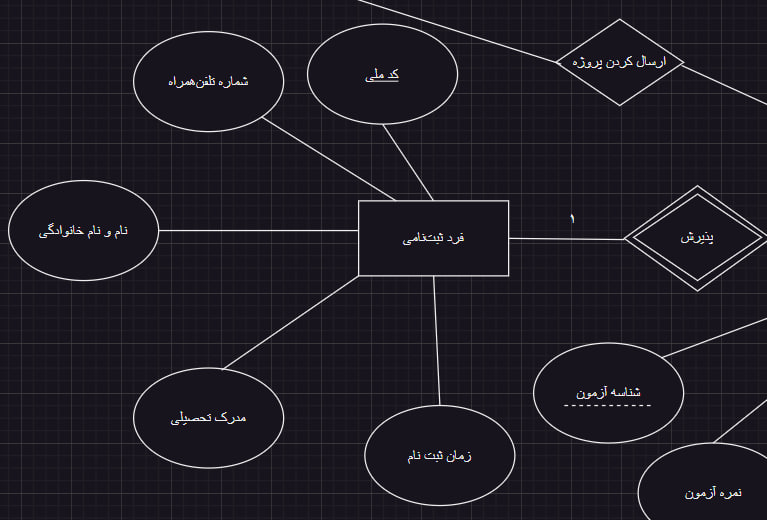 ارسال کردن پروژه
کد ملی
شماره تلفن‌همراه
۱
نام و نام خانوادگی
فرد ثبت‌نامی
پذیرش
شناسه آزمون
مدرک تحصیلی
زمان ثبت نام
نمره آزمون